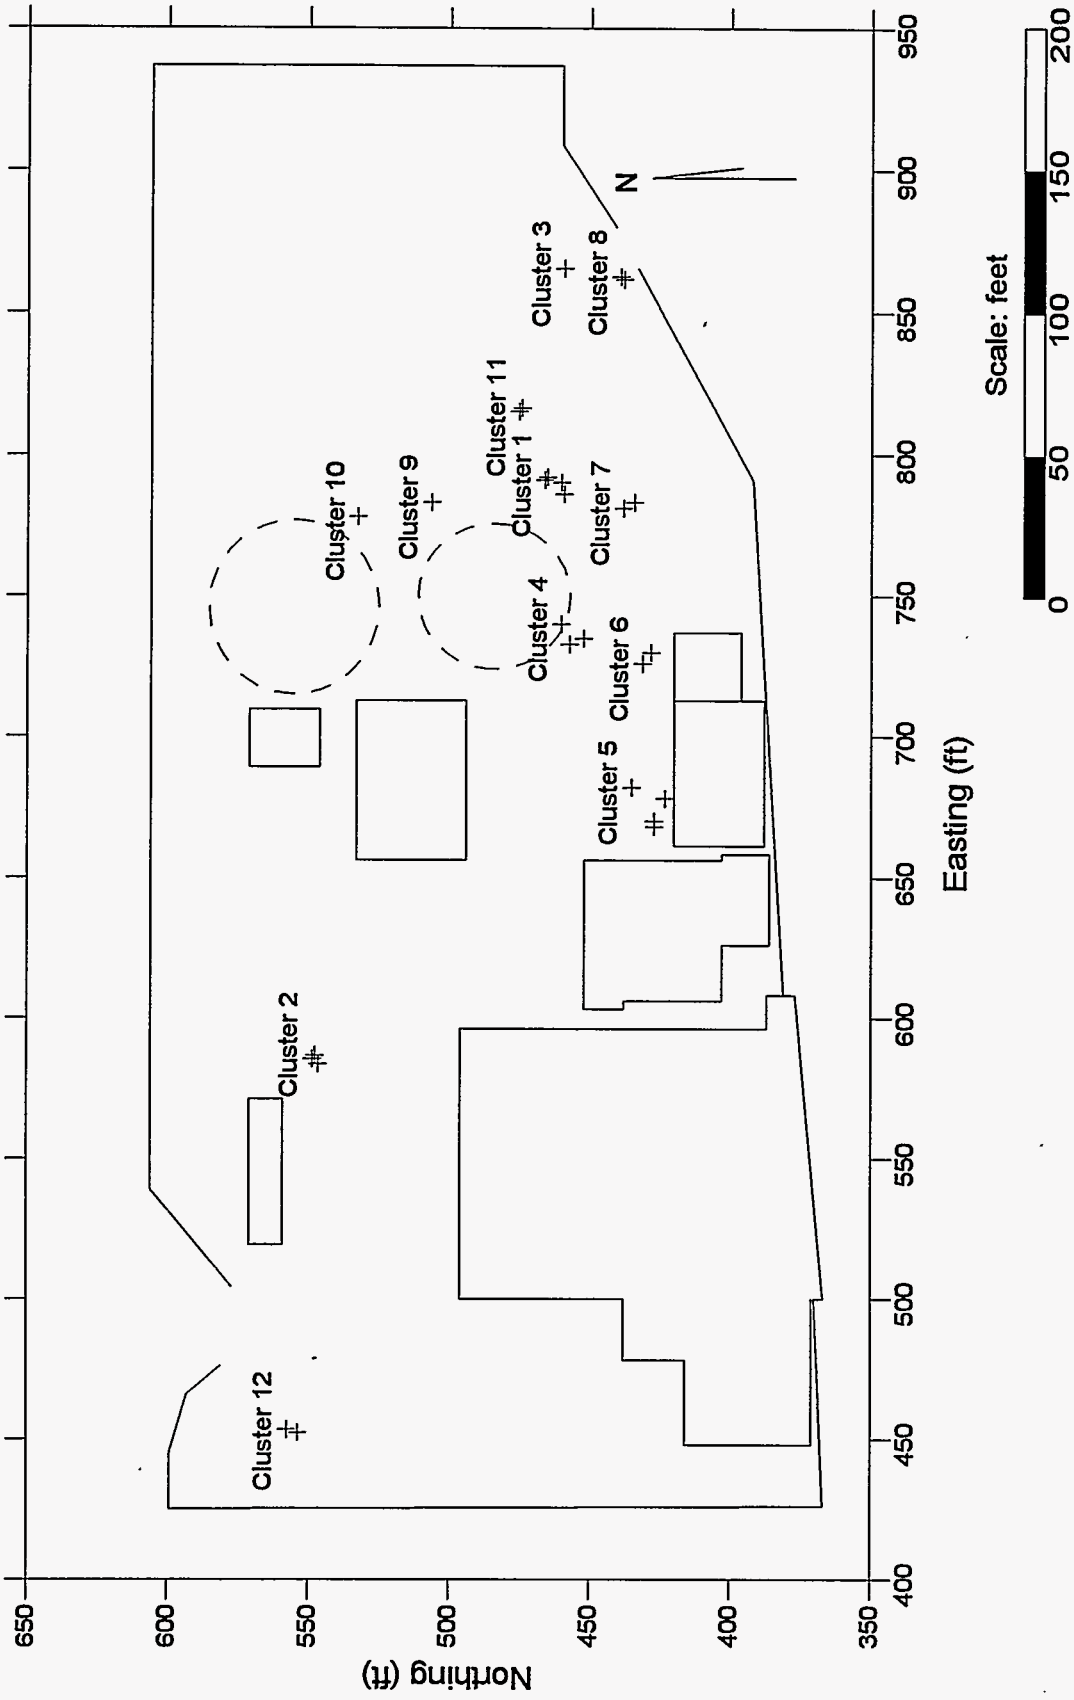 Northing (ft)
650
600
550
500
450
400
350
Cluster 12
Cluster 2
Cluster 10
Cluster 9
Cluster 11
Cluster 1
Cluster 4
Cluster 7
Cluster 3
Cluster 8
Cluster 5
Cluster 6
N
400
450
500
550
600
650
700
750
800
850
900
950
Easting (ft)
Scale: feet
0
50
100
150
200